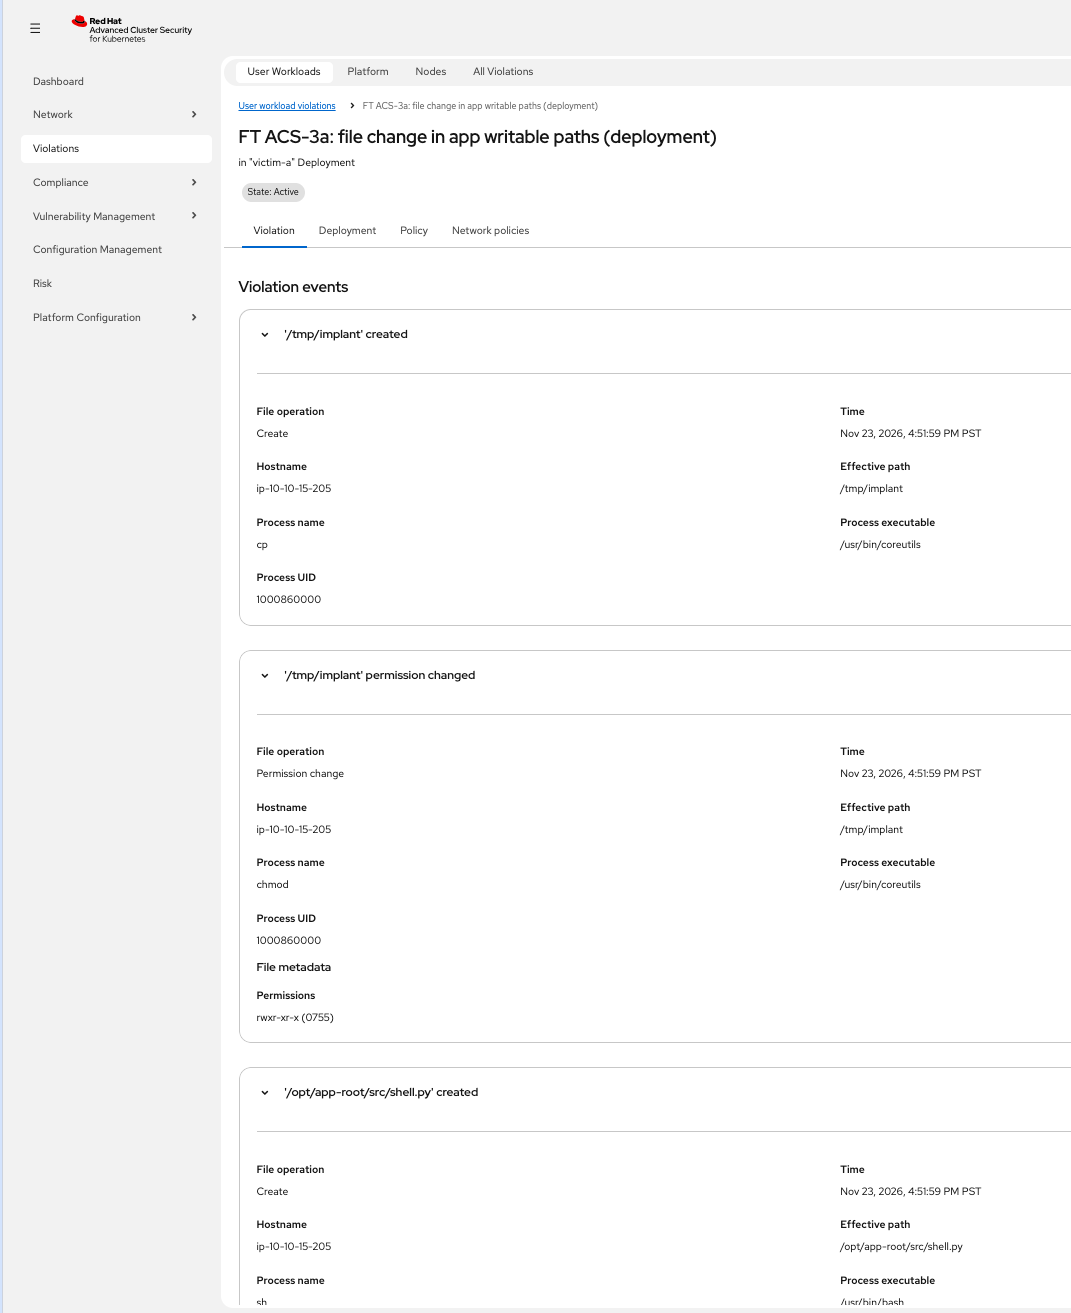 Red Hat
Advanced Cluster Security
for Kubernetes
Dashboard
Network
Violations
Compliance
Vulnerability Management
Configuration Management
Risk
Platform Configuration
User Workloads
Platform
Nodes
All Violations
User workload violations
FT ACS-3a: file change in app writable paths (deployment)
FT ACS-3a: file change in app writable paths (deployment)
in "victim-a" Deployment
State: Active
Violation
Deployment
Policy
Network policies
Violation events
'/tmp/implant' created
File operation
Create
Time
Nov 23, 2026, 4:51:59 PM PST
Hostname
ip-10-10-15-205
Effective path
/tmp/implant
Process name
cp
Process executable
/usr/bin/coreutils
Process UID
1000860000
'/tmp/implant' permission changed
File operation
Permission change
Time
Nov 23, 2026, 4:51:59 PM PST
Hostname
ip-10-10-15-205
Effective path
/tmp/implant
Process name
chmod
Process executable
/usr/bin/coreutils
Process UID
1000860000
File metadata
Permissions
rwxr-xr-x (0755)
'/opt/app-root/src/shell.py' created
File operation
Create
Time
Nov 23, 2026, 4:51:59 PM PST
Hostname
ip-10-10-15-205
Effective path
/opt/app-root/src/shell.py
Process name
sh
Process executable
/usr/bin/bash